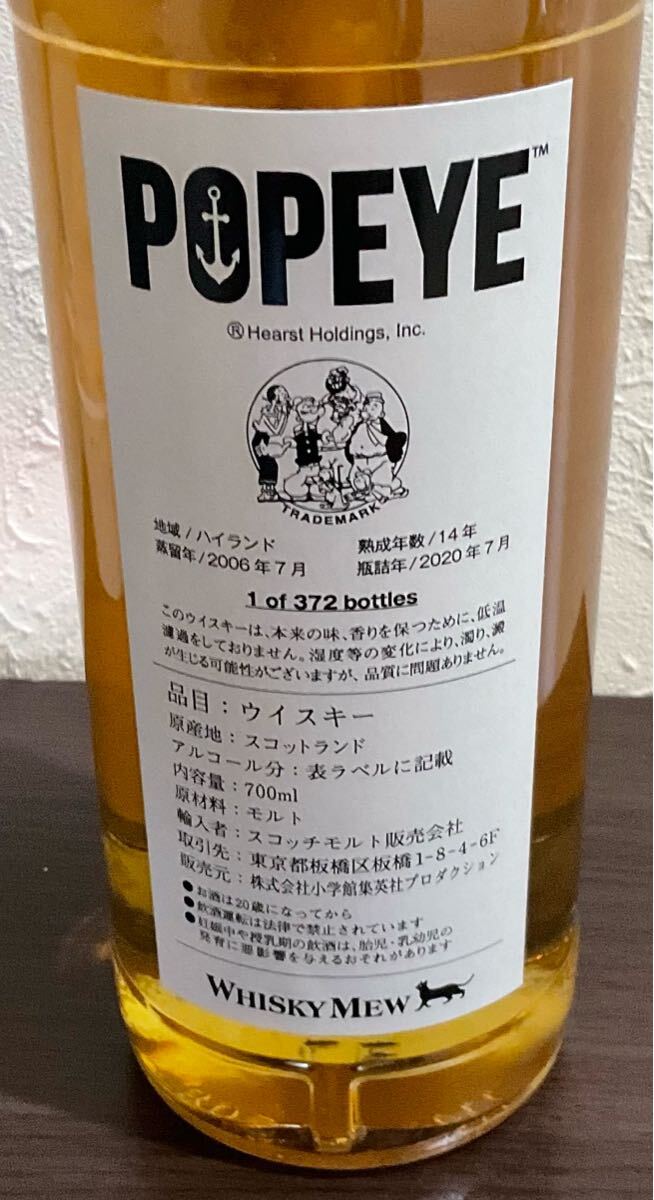 POPEYE™
® Hearst Holdings, Inc.
TRADEMARK
地域/ハイランド 熟成年数/14年
蒸留年/2006年7月 瓶詰年/2020年7月
1 of 372 bottles
このウイスキーは、本来の味、香りを保つために、低温
濾過をしておりません。湿度等の変化により、濁り、澱
が生じる可能性がございますが、品質に問題ありません。
品目：ウイスキー
原産地：スコットランド
アルコール分：表ラベルに記載
内容量：700ml
原材料：モルト
輸入者：スコッチモルト販売会社
取引先：東京都板橋区板橋1-8-4-6F
販売元：株式会社小学館集英社プロダクション
●お酒は20歳になってから
●飲酒運転は法律で禁止されています
●妊娠中や授乳期の飲酒は、胎児・乳幼児の
発育に悪影響を与えるおそれがあります
WHISKY MEW